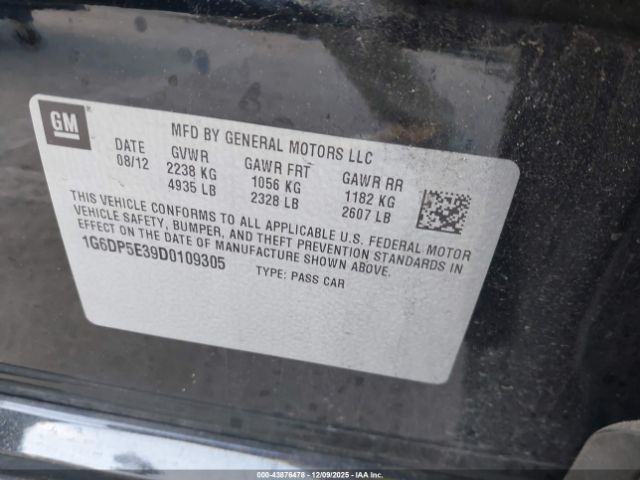 GM
®
MFD BY GENERAL MOTORS LLC
DATE GVWR GAWR FRT GAWR RR
08/12 2238 KG 1056 KG 1182 KG
4935 LB 2328 LB 2607 LB
THIS VEHICLE CONFORMS TO ALL APPLICABLE U.S. FEDERAL MOTOR
VEHICLE SAFETY, BUMPER, AND THEFT PREVENTION STANDARDS IN
EFFECT ON THE DATE OF MANUFACTURE SHOWN ABOVE.
1G6DP5E39D0109305 TYPE: PASS CAR
000-43876478 - 12/09/2025 - IAA Inc.